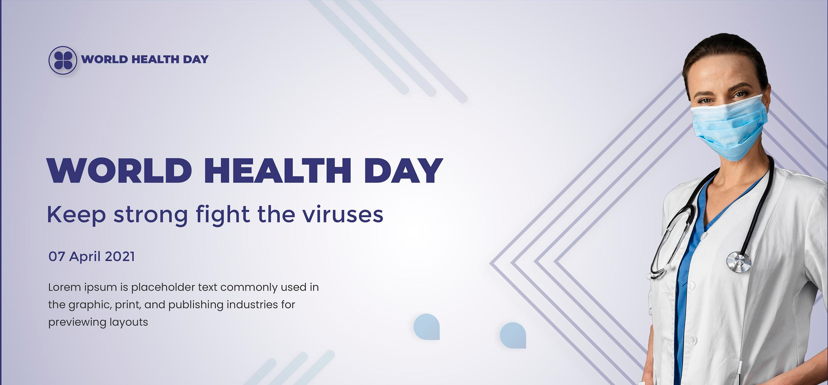 WORLD HEALTH DAY
WORLD HEALTH DAY
Keep strong fight the viruses
07 April 2021
Lorem ipsum is placeholder text commonly used in
the graphic, print, and publishing industries for
previewing layouts